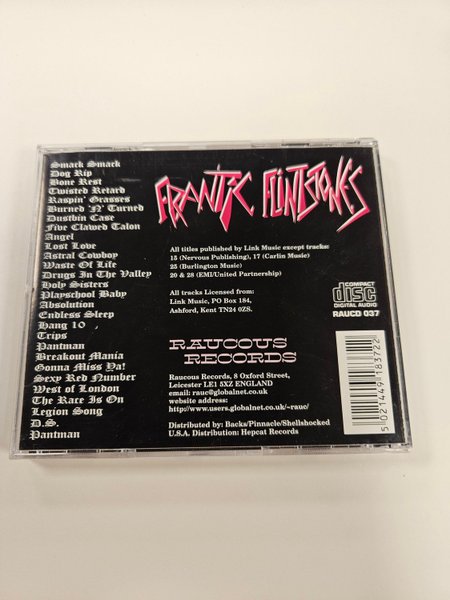 Smack Smack
Dog Rip
Bone Rest
Twisted Retard
Raspin' Grasses
Burned 'N' Turned
Dustbin Case
Five Clawed Talon
Angel
Lost Love
Astral Cowboy
Waste Of Life
Drugs In The Valley
Holy Sisters
Playschool Baby
Absolution
Endless Sleep
Hang 10
Trips
Pantman
Breakout Mania
Gonna Miss Ya!
Sexy Red Number
West of London
The Race Is On
Legion Song
D.S.
Pantman
FRANTIC FLINTSTONES
All titles published by Link Music except tracks:
15 (Nervous Publishing), 17 (Carlin Music)
25 (Burlington Music)
20 & 28 (EMI/United Partnership)
All tracks Licensed from:
Link Music, PO Box 184,
Ashford, Kent TN24 0ZS.
COMPACT
disc
DIGITAL AUDIO
RAUCD 037
RAUCOUS
RECORDS
Raucous Records, 8 Oxford Street,
Leicester LE1 5XZ ENGLAND
email: rauc@globalnet.co.uk
website address:
http://www.users.globalnet.co.uk/~rauc/
Distributed by: Backs/Pinnacle/Shellshocked
U.S.A. Distribution: Hepcat Records
5 021449 183722